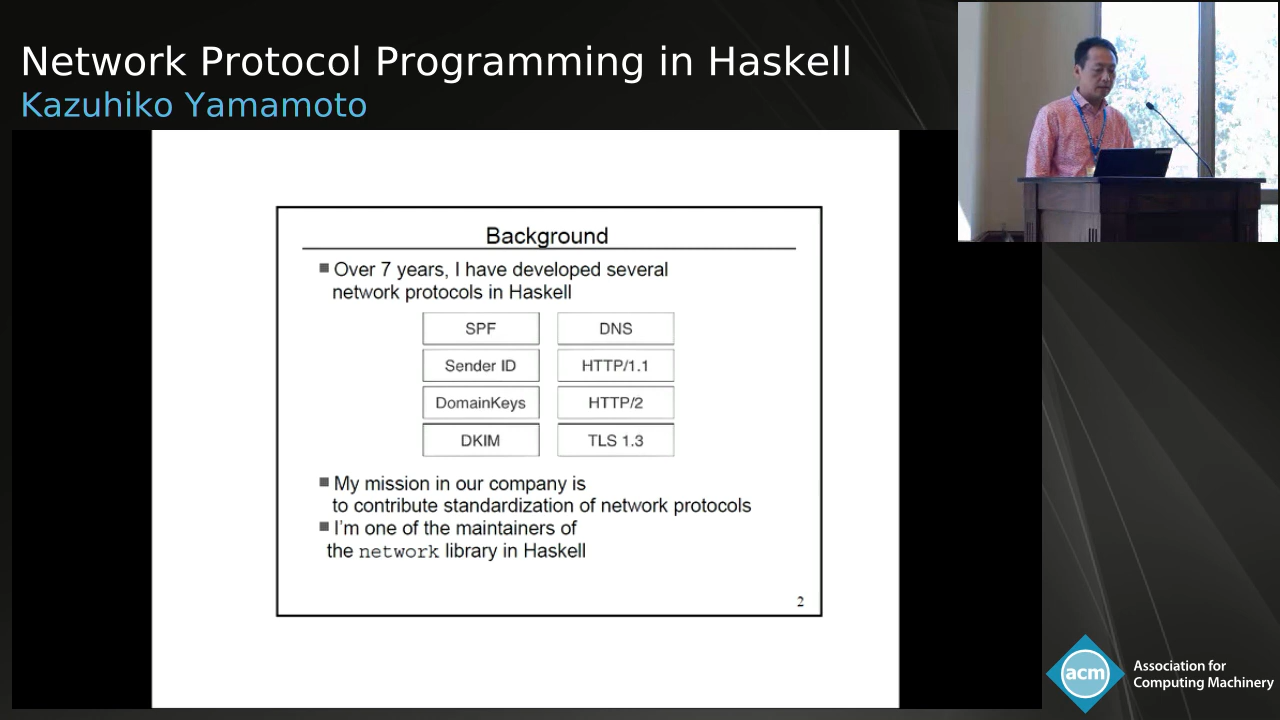 Network Protocol Programming in Haskell
Kazuhiko Yamamoto
Background
Over 7 years, I have developed several
network protocols in Haskell
SPF
DNS
Sender ID
HTTP/1.1
DomainKeys
HTTP/2
DKIM
TLS 1.3
My mission in our company is
to contribute standardization of network protocols
I'm one of the maintainers of
the network library in Haskell
2
acm
Association for
Computing Machinery